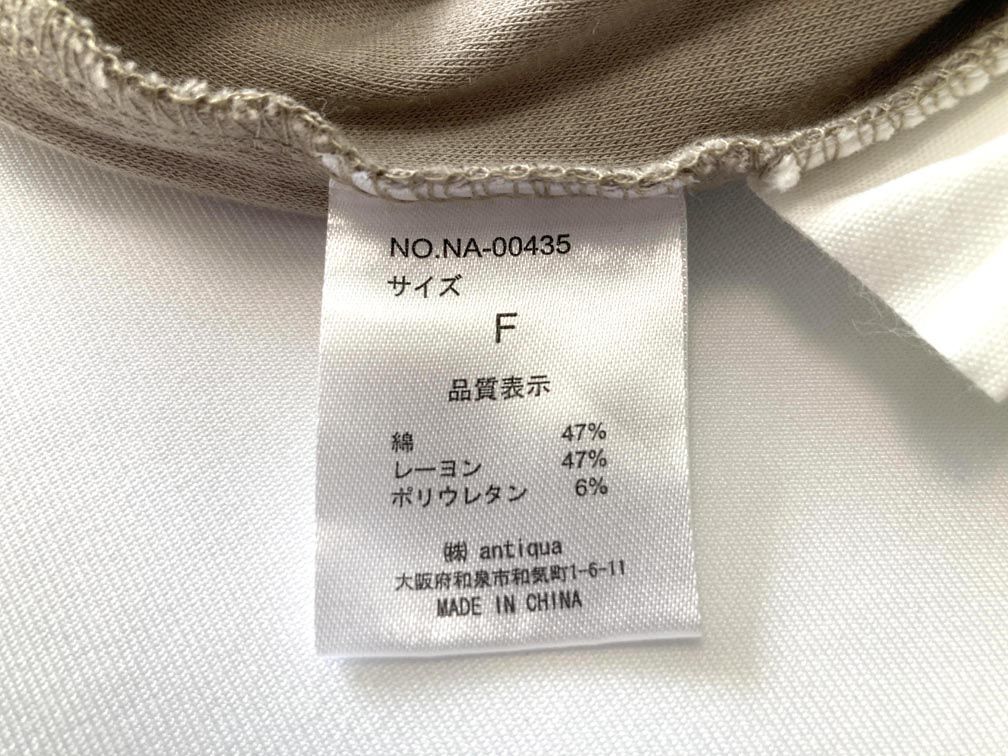 NO.NA-00435
サイズ
F
品質表示
綿 47%
レーヨン 47%
ポリウレタン 6%
㈱ antiqua
大阪府和泉市和気町1-6-11
MADE IN CHINA